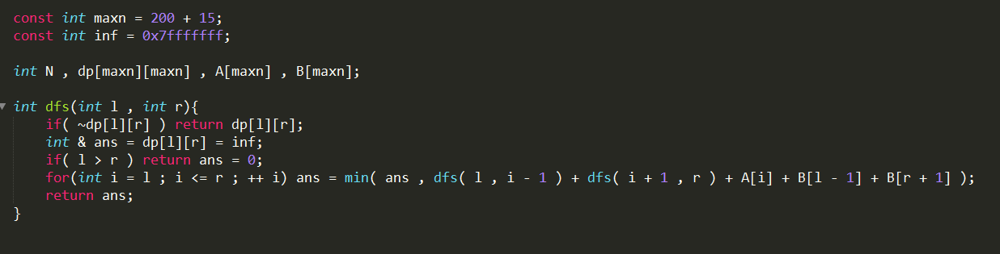 const int maxn = 200 + 15;
const int inf = 0x7fffffff;
int N , dp[maxn][maxn] , A[maxn] , B[maxn];
int dfs(int l , int r){
if( ~dp[l][r] ) return dp[l][r];
int & ans = dp[l][r] = inf;
if( l > r ) return ans = 0;
for(int i = l ; i <= r ; ++ i) ans = min( ans , dfs( l , i - 1 ) + dfs( i + 1 , r ) + A[i] + B[l - 1] + B[r + 1] );
return ans;
}